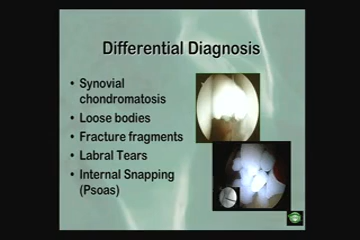 Differential Diagnosis
• Synovial
chondromatosis
• Loose bodies
• Fracture fragments
• Labral Tears
• Internal Snapping
(Psoas)